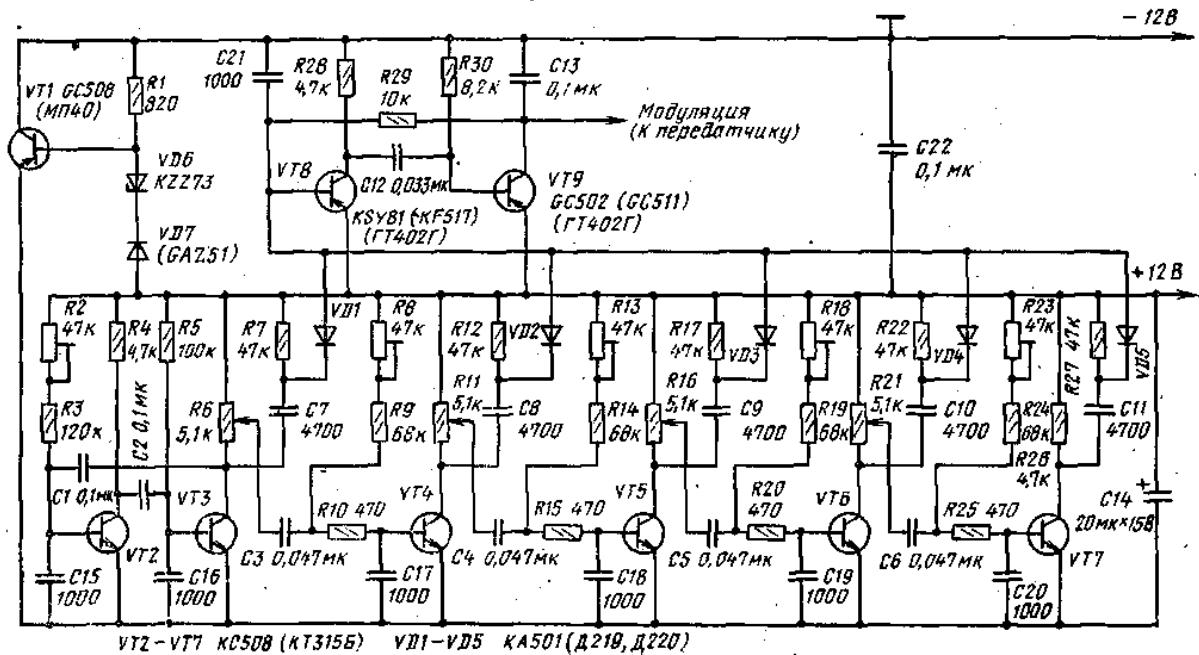 - 12В
C21
1000
R28
4,7к
R29
10к
R30
8,2к
C13
0,1 мк
VT1 GC508
(МП40)
R1
820
Модуляция
(К передатчику)
C22
0,1 мк
VD6
KZZ73
VT8
C12 0,033мк
VT9
GC502 (GC511)
(ГТ402Г)
KSY81 (KF517)
(ГТ402Г)
VD7
(GAZ51)
+12В
R2
47к
R4
4,7к
R5
100к
R7
47к
VD1
R8
47к
R12
47к
VD2
R13
47к
R17
47к
VD3
R18
47к
R22
47к
VD4
R23
47к
R27 47к
VD5
R3
120к
C2 0,1мк
R6
5,1к
C7
4700
R9
68к
R11
5,1к
C8
4700
R14
68к
R16
5,1к
C9
4700
R19
68к
R21
5,1к
C10
4700
R24
68к
R26
4,7к
C11
4700
C1 0,1мк
VT3
R10 470
VT4
R15 470
VT5
R20
470
VT6
R25 470
C14
20мк×15В
+
VT2
C3 0,047мк
C4 0,047мк
C5 0,047мк
C6 0,047мк
VT7
C15
1000
C16
1000
C17
1000
C18
1000
C19
1000
C20
1000
VT2-VT7 KC508 (КТ315Б) VD1-VD5 KA501 (Д219, Д220)